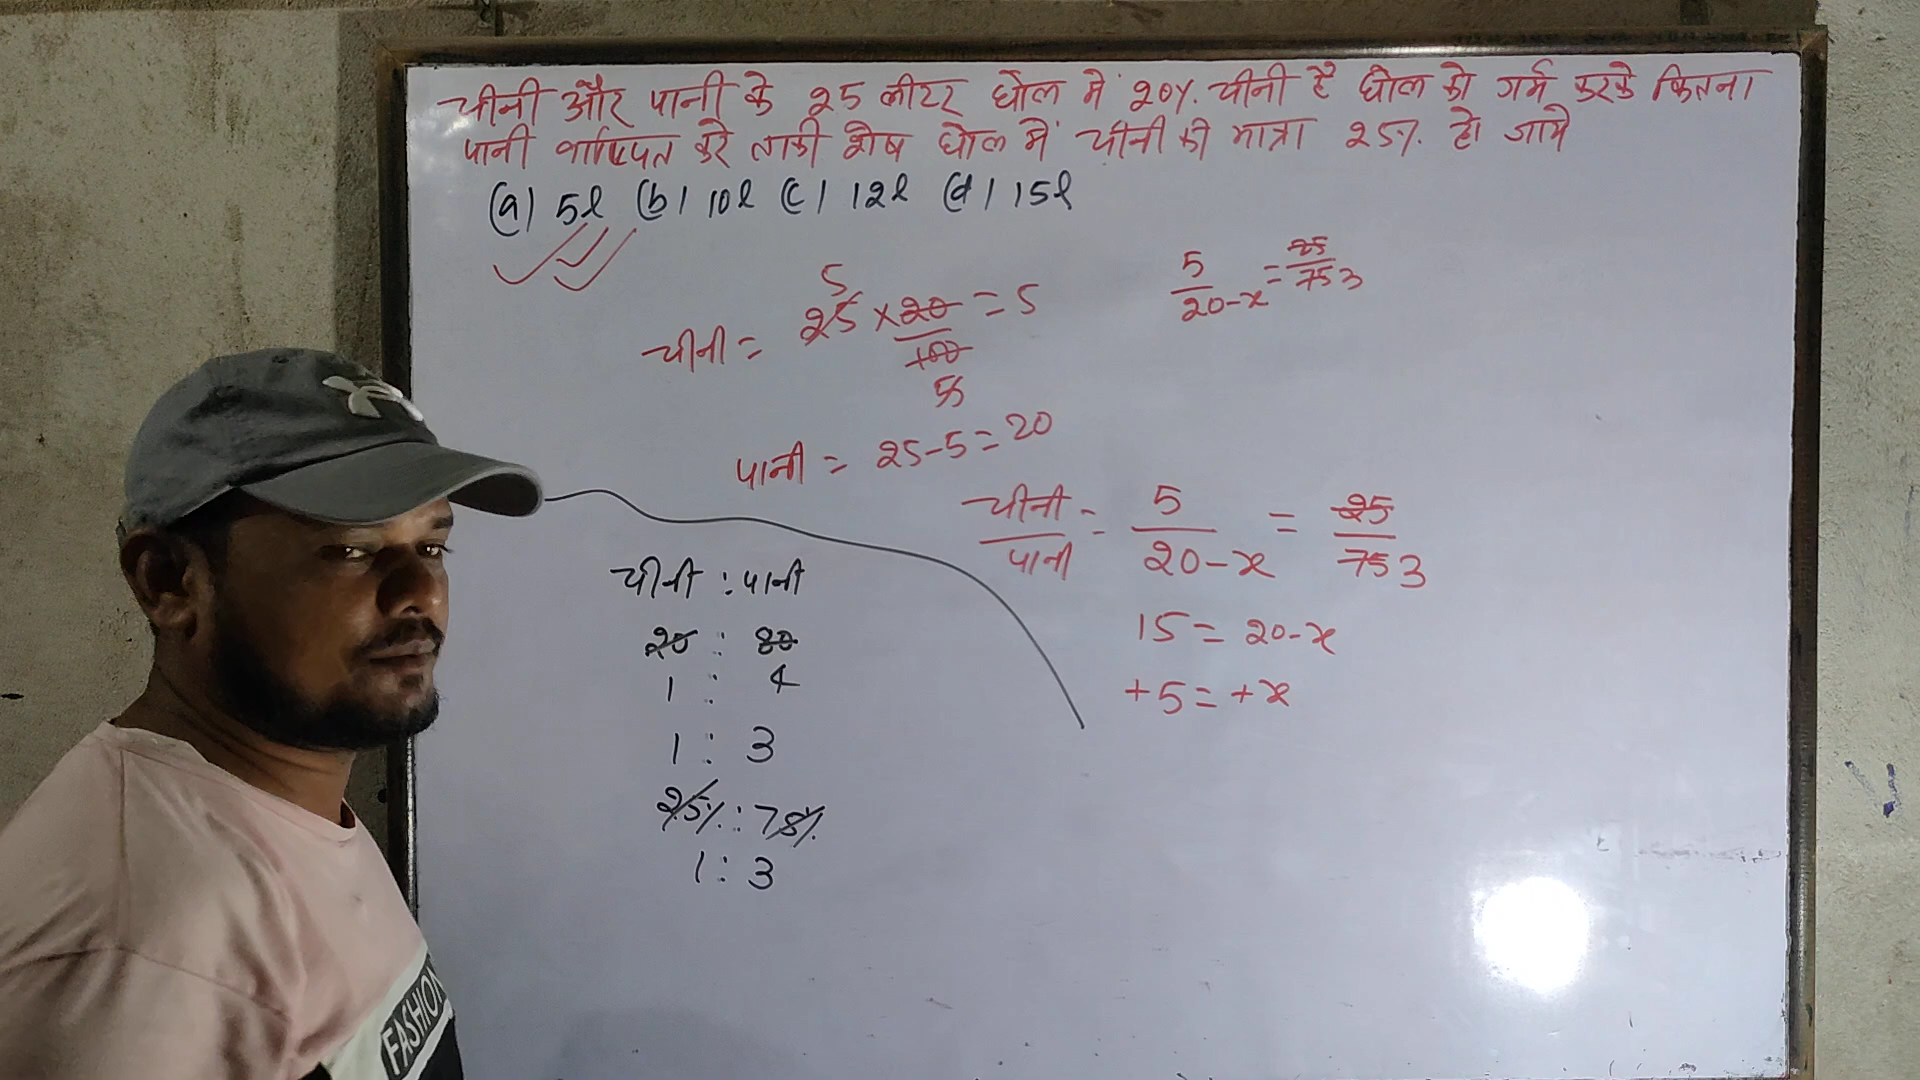 चीनी और पानी के 25 लीटर घोल में 20% चीनी है घोल को गर्म करके कितना
पानी वाष्पित करे ताकी शेष घोल में चीनी की मात्रा 25% हो जाये
(a) 5l (b) 10l (c) 12l (d) 15l
चीनी = 25 × 20/100 = 5
5
5
5/20-x = 25/75 3
पानी = 25-5=20
चीनी/पानी = 5/20-x = 25/75 3
15 = 20-x
+5 = +x
चीनी : पानी
20 : 80
1 : 4
1 : 3
25% : 75%
1 : 3
FASHION